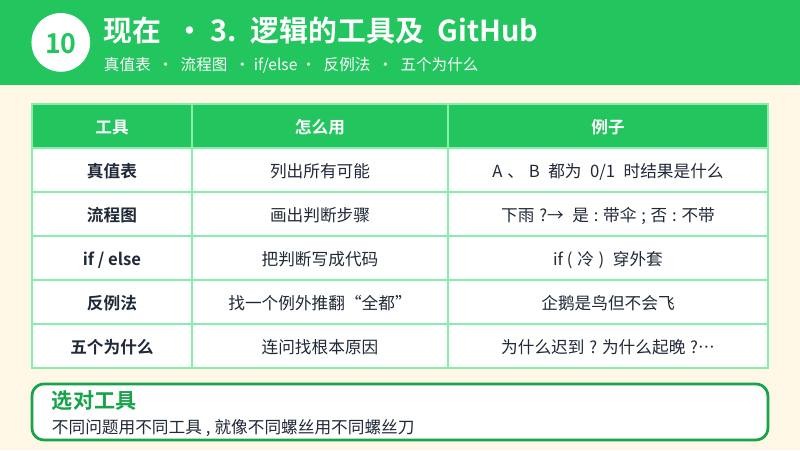 10
现在 • 3. 逻辑的工具及 GitHub
真值表 • 流程图 • if/else • 反例法 • 五个为什么
工具 怎么用 例子
真值表 列出所有可能 A 、 B 都为 0/1 时结果是什么
流程图 画出判断步骤 下雨 ?→ 是 : 带伞 ; 否 : 不带
if / else 把判断写成代码 if ( 冷 ) 穿外套
反例法 找一个例外推翻“全都” 企鹅是鸟但不会飞
五个为什么 连问找根本原因 为什么迟到 ? 为什么起晚 ?…
选对工具
不同问题用不同工具 , 就像不同螺丝用不同螺丝刀